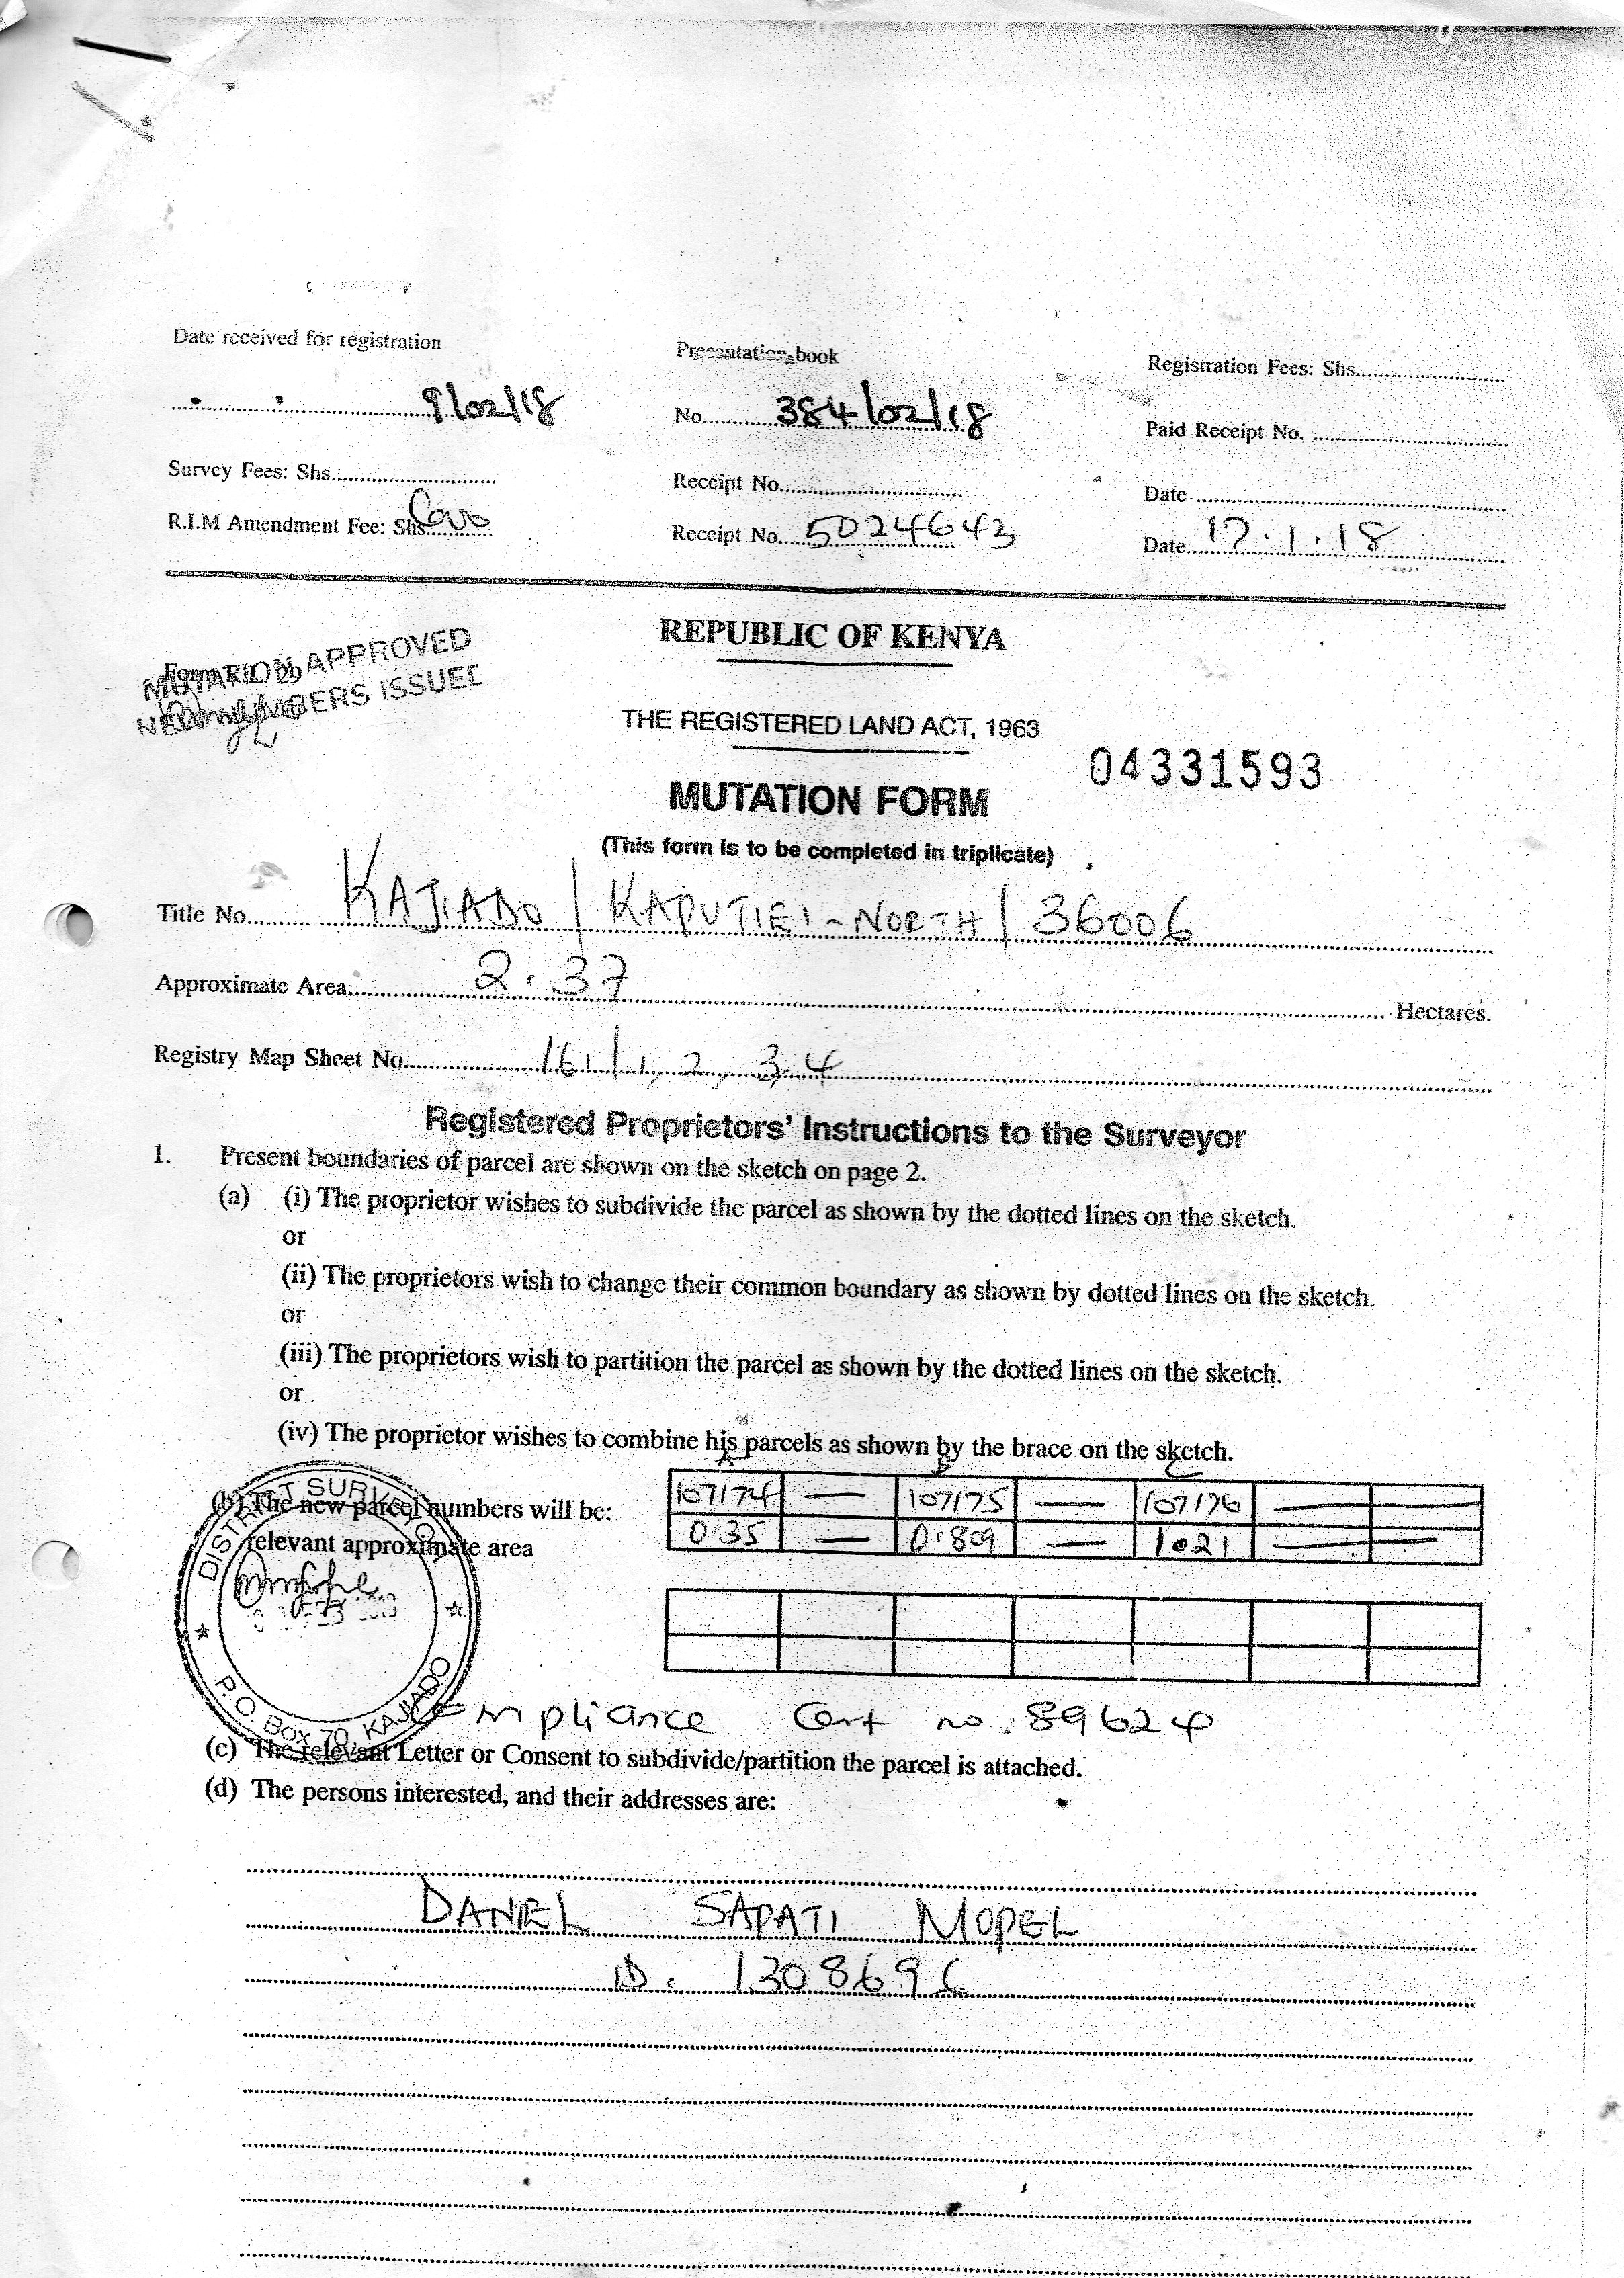 Date received for registration
Presentation book
Registration Fees: Shs
9/02/18
No. 384/02/18
Paid Receipt No.
Survey Fees: Shs.
Receipt No.
Date
R.I.M Amendment Fee: Shs
Receipt No. 5024643
Date 17.1.18
REPUBLIC OF KENYA
MUTATION APPROVED
NEW NUMBERS ISSUED
THE REGISTERED LAND ACT, 1963
04331593
MUTATION FORM
(This form is to be completed in triplicate)
Title No. KAJIADO / KAPUTIEI - NORTH / 36006
Approximate Area 2.37 Hectares.
Registry Map Sheet No. 161/1,2,3,4
Registered Proprietors' Instructions to the Surveyor
1. Present boundaries of parcel are shown on the sketch on page 2.
(a) (i) The proprietor wishes to subdivide the parcel as shown by the dotted lines on the sketch.
or
(ii) The proprietors wish to change their common boundary as shown by dotted lines on the sketch.
or
(iii) The proprietors wish to partition the parcel as shown by the dotted lines on the sketch.
or
(iv) The proprietor wishes to combine his parcels as shown by the brace on the sketch.
A B C
(b) The new parcel numbers will be: 107174 — 107175 — 107176 — —
relevant approximate area 0.35 — 0.809 — 1.021 — —
DISTRICT SURVEYOR
P.O. BOX 70, KAJIADO
Compliance Cert no: 89624
(c) The relevant Letter or Consent to subdivide/partition the parcel is attached.
(d) The persons interested, and their addresses are:
DANIEL SAPATI MOPEL
ID. 1308696